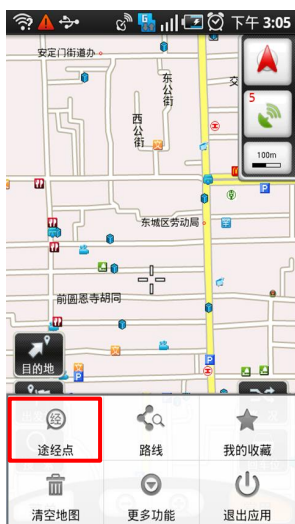 下午 3:05
安定门街道办
东公街
交
西公街
5
100m
东城区劳动局
前圆恩寺胡同
目的地
经
途经点
路线
我的收藏
清空地图
更多功能
退出应用